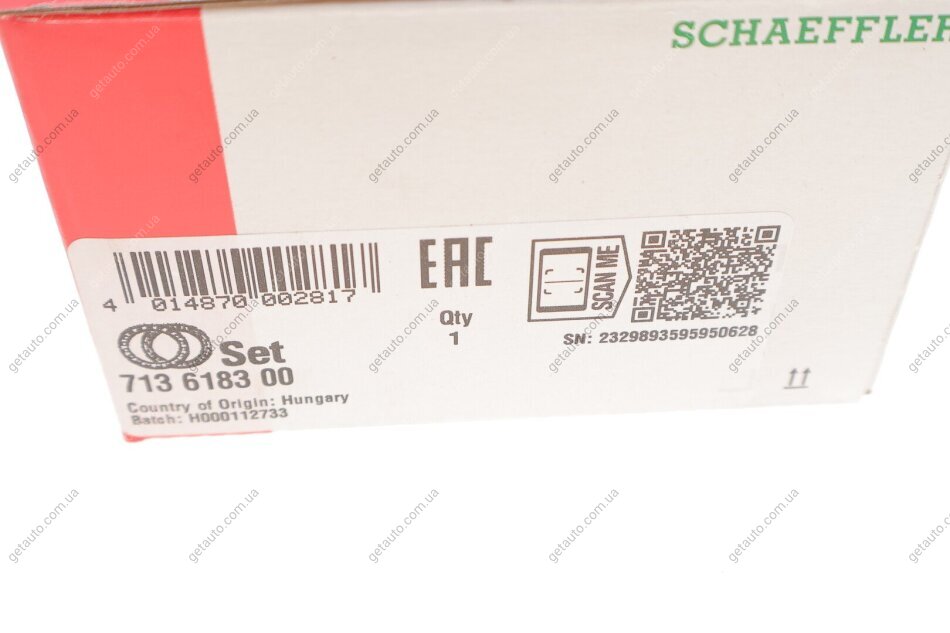 SCHAEFFLER
EAC
SCAN ME
4 014870 002817
Qty
1
SN: 2329893595950628
Set
713 6183 00
Country of Origin: Hungary
Batch: H000112733
getauto.com.ua